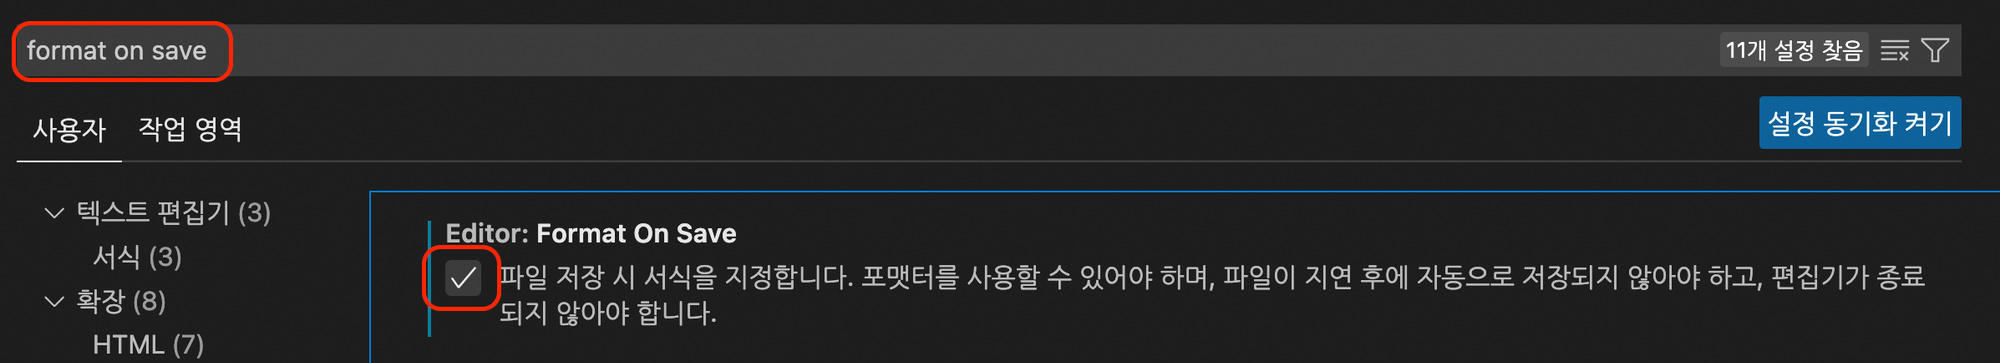 format on save
11개 설정 찾음
사용자 작업 영역
설정 동기화 켜기
텍스트 편집기 (3)
서식 (3)
확장 (8)
HTML (7)
Editor: Format On Save
파일 저장 시 서식을 지정합니다. 포맷터를 사용할 수 있어야 하며, 파일이 지연 후에 자동으로 저장되지 않아야 하고, 편집기가 종료
되지 않아야 합니다.